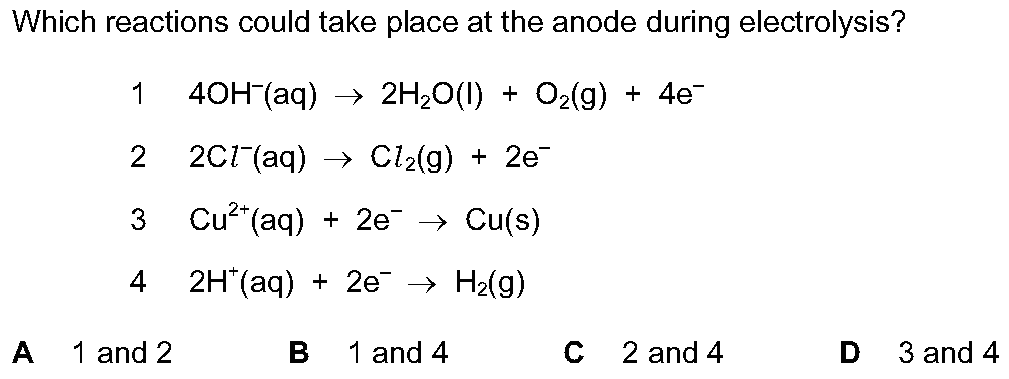 Which reactions could take place at the anode during electrolysis?
1 4OH⁻(aq) → 2H₂O(l) + O₂(g) + 4e⁻
2 2Cl⁻(aq) → Cl₂(g) + 2e⁻
3 Cu²⁺(aq) + 2e⁻ → Cu(s)
4 2H⁺(aq) + 2e⁻ → H₂(g)
A 1 and 2 B 1 and 4 C 2 and 4 D 3 and 4